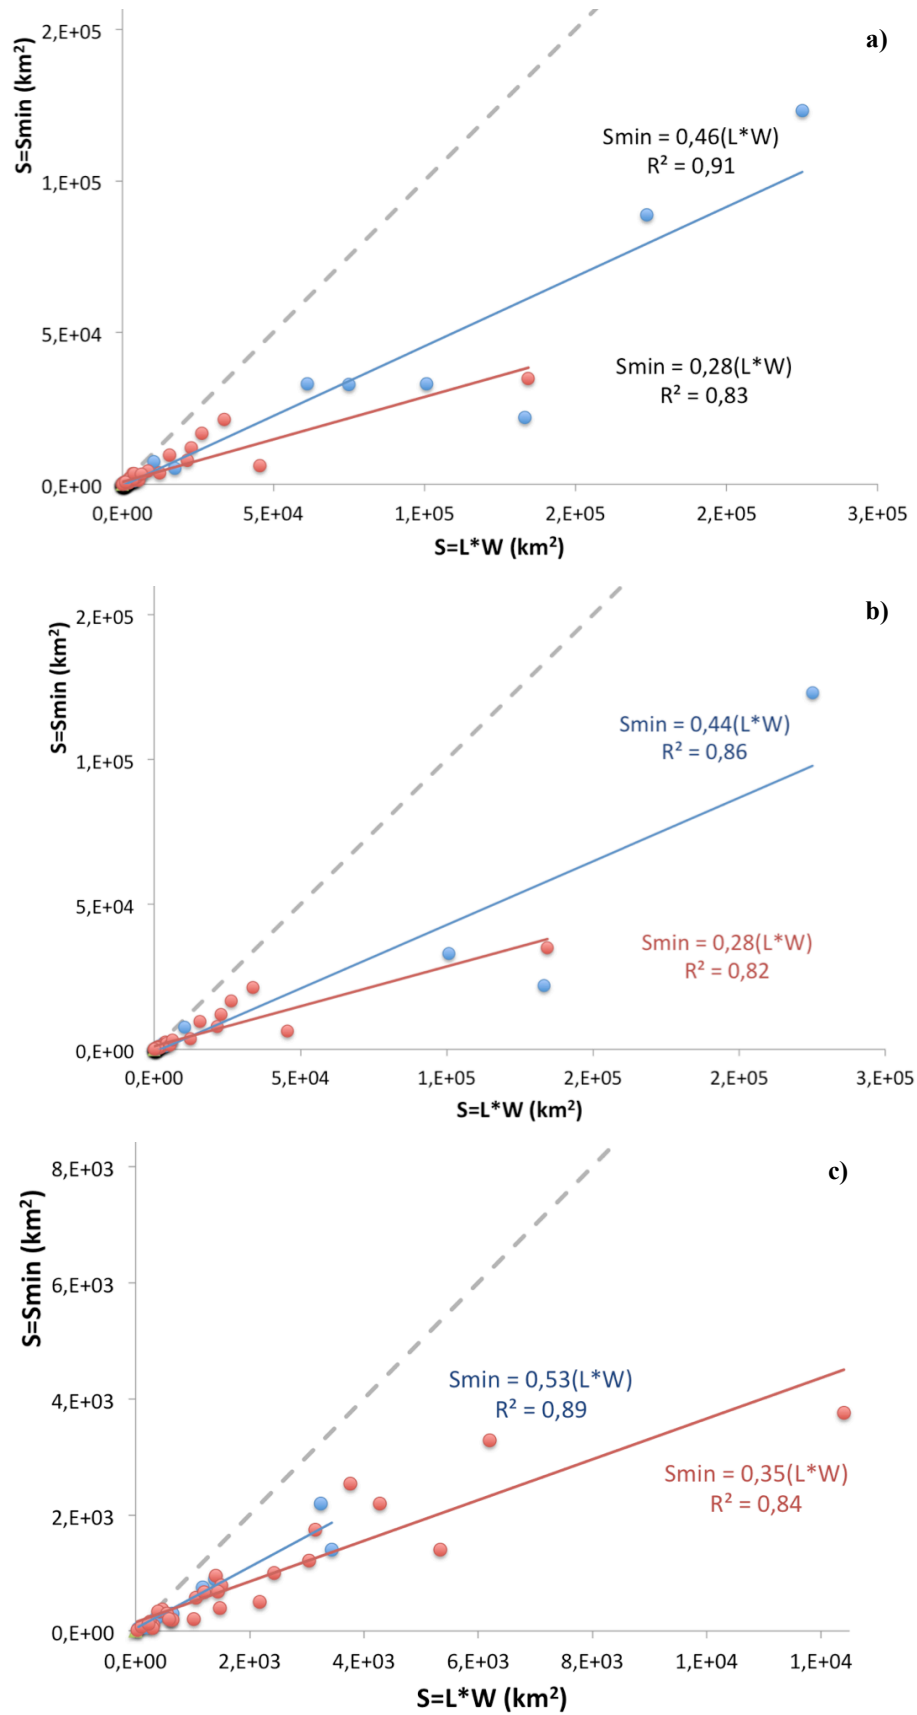 a)
S=Smin (km²)
2,E+05
1,E+05
5,E+04
0,E+00
Smin = 0,46(L*W)
R² = 0,91
Smin = 0,28(L*W)
R² = 0,83
0,E+00 5,E+04 1,E+05 2,E+05 2,E+05 3,E+05
S=L*W (km²)
b)
S=Smin (km²)
2,E+05
1,E+05
5,E+04
0,E+00
Smin = 0,44(L*W)
R² = 0,86
Smin = 0,28(L*W)
R² = 0,82
0,E+00 5,E+04 1,E+05 2,E+05 2,E+05 3,E+05
S=L*W (km²)
c)
S=Smin (km²)
8,E+03
6,E+03
4,E+03
2,E+03
0,E+00
Smin = 0,53(L*W)
R² = 0,89
Smin = 0,35(L*W)
R² = 0,84
0,E+00 2,E+03 4,E+03 6,E+03 8,E+03 1,E+04 1,E+04
S=L*W (km²)